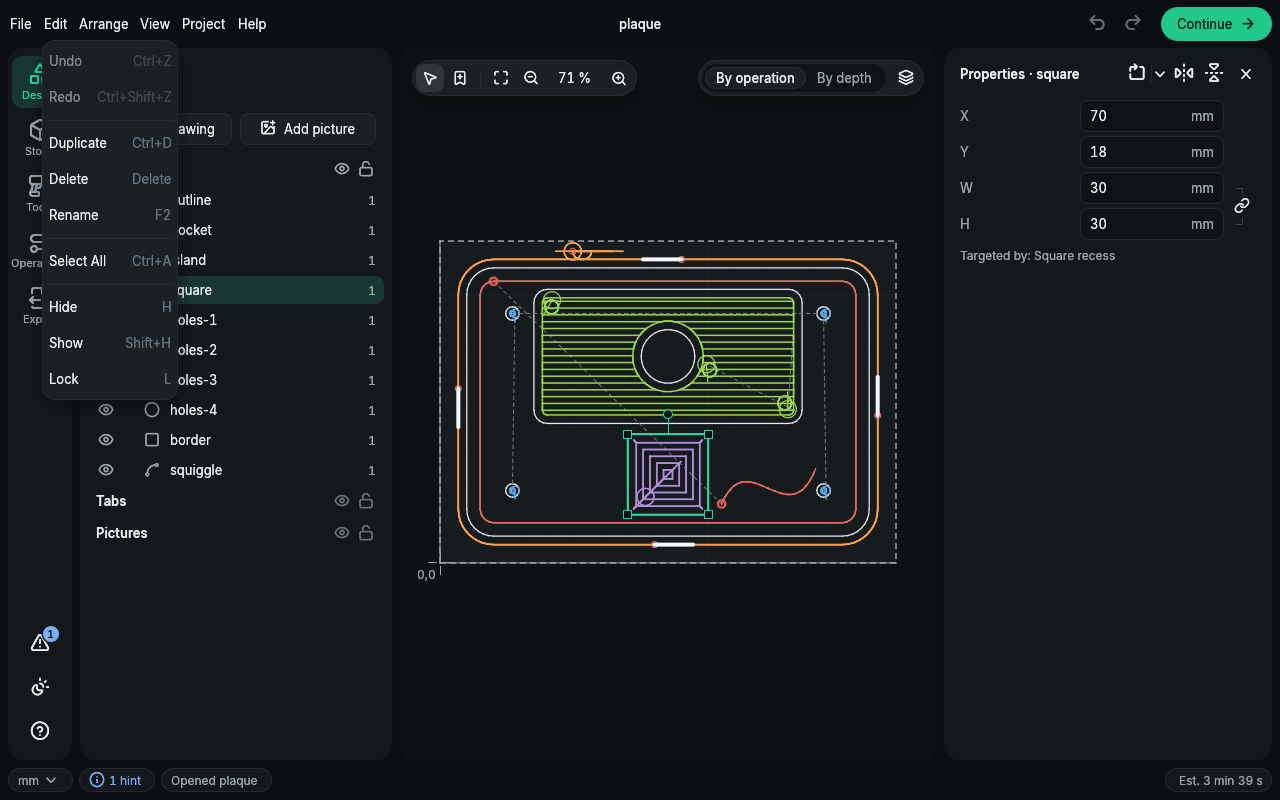 File Edit Arrange View Project Help
plaque
Continue
Undo Ctrl+Z
Redo Ctrl+Shift+Z
Duplicate Ctrl+D
Delete Delete
Rename F2
Select All Ctrl+A
Hide H
Show Shift+H
Lock L
awing
Add picture
utline 1
ocket 1
sland 1
quare 1
oles-1 1
oles-2 1
oles-3 1
holes-4 1
border 1
squiggle 1
Tabs
Pictures
71 %
By operation By depth
0,0
Properties · square
X 70 mm
Y 18 mm
W 30 mm
H 30 mm
Targeted by: Square recess
1
mm
1 hint
Opened plaque
Est. 3 min 39 s